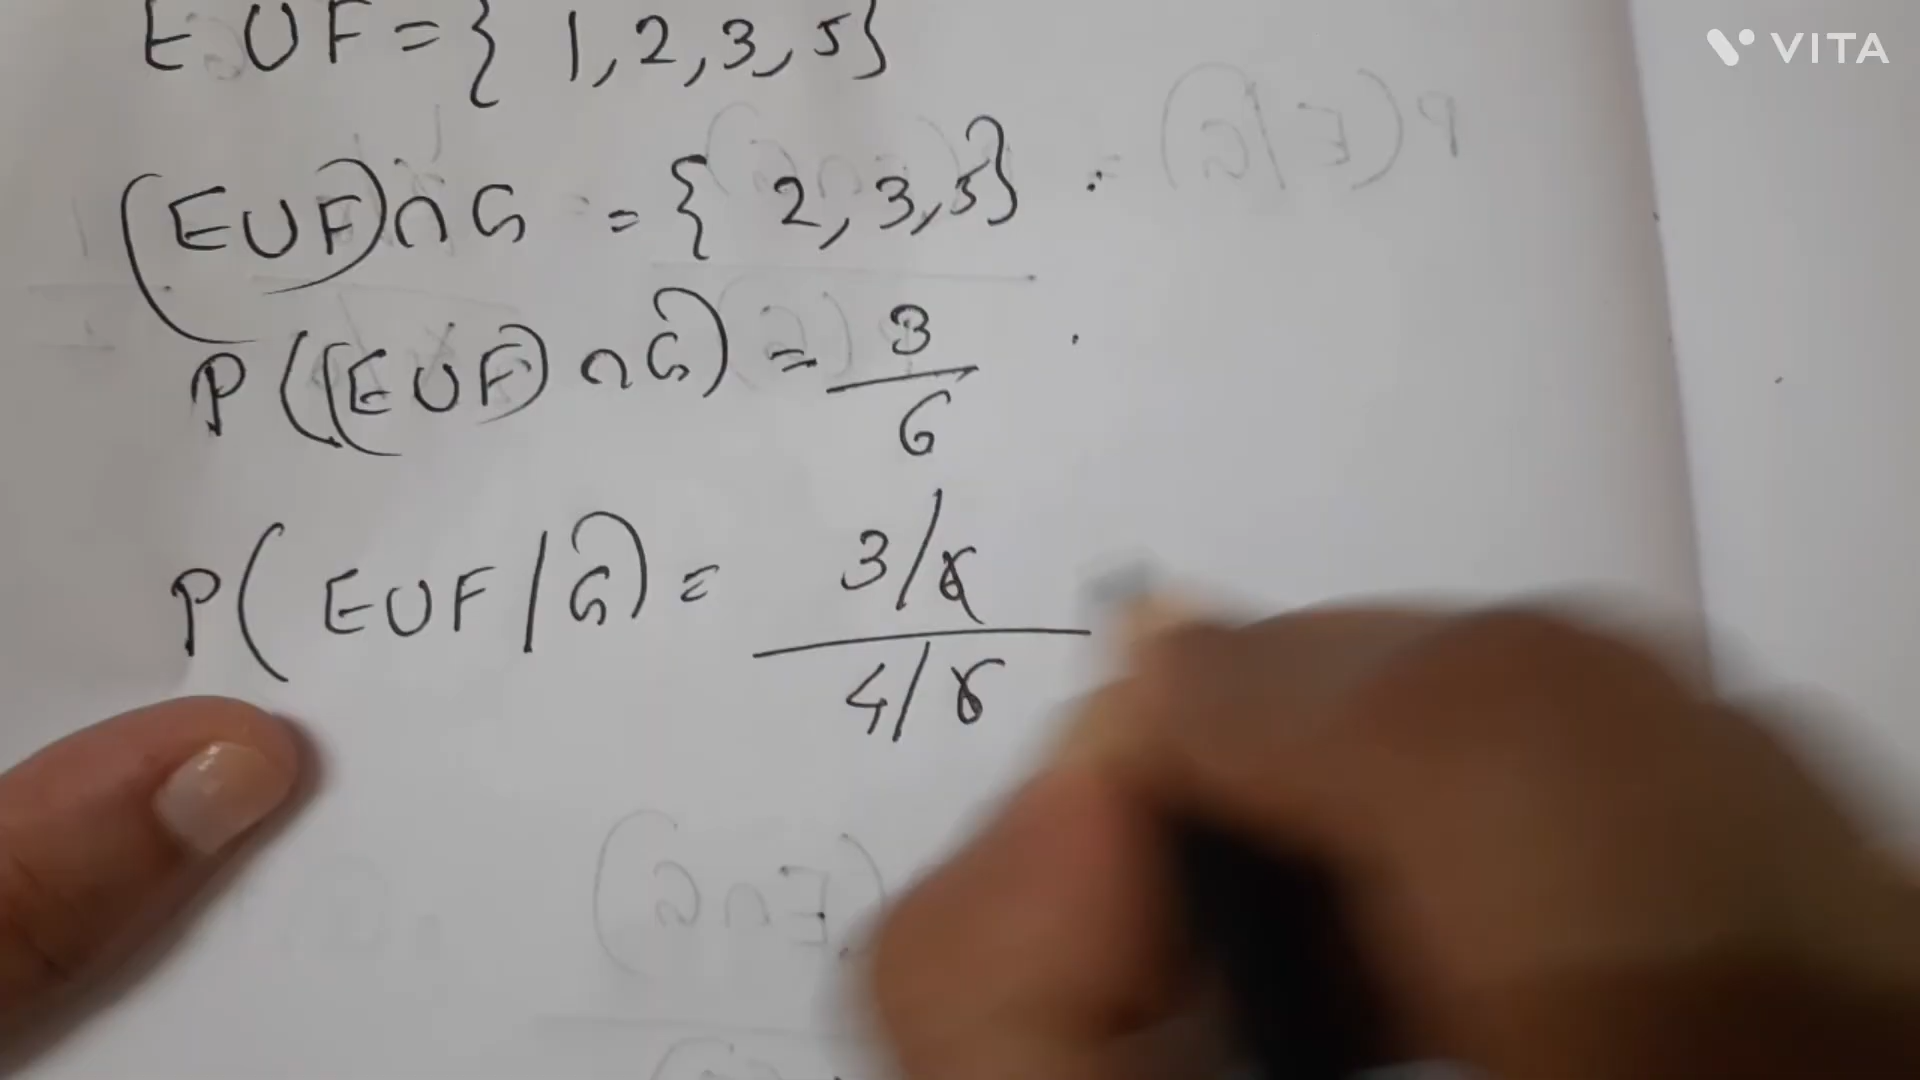 E U F = { 1, 2, 3, 5}
VITA
(E U F) ∩ G = { 2, 3, 5}
P ((E U F) ∩ G) = 3/6
P( E U F / G) = 3/6
4/6
P(E|G) =
(E∩G)